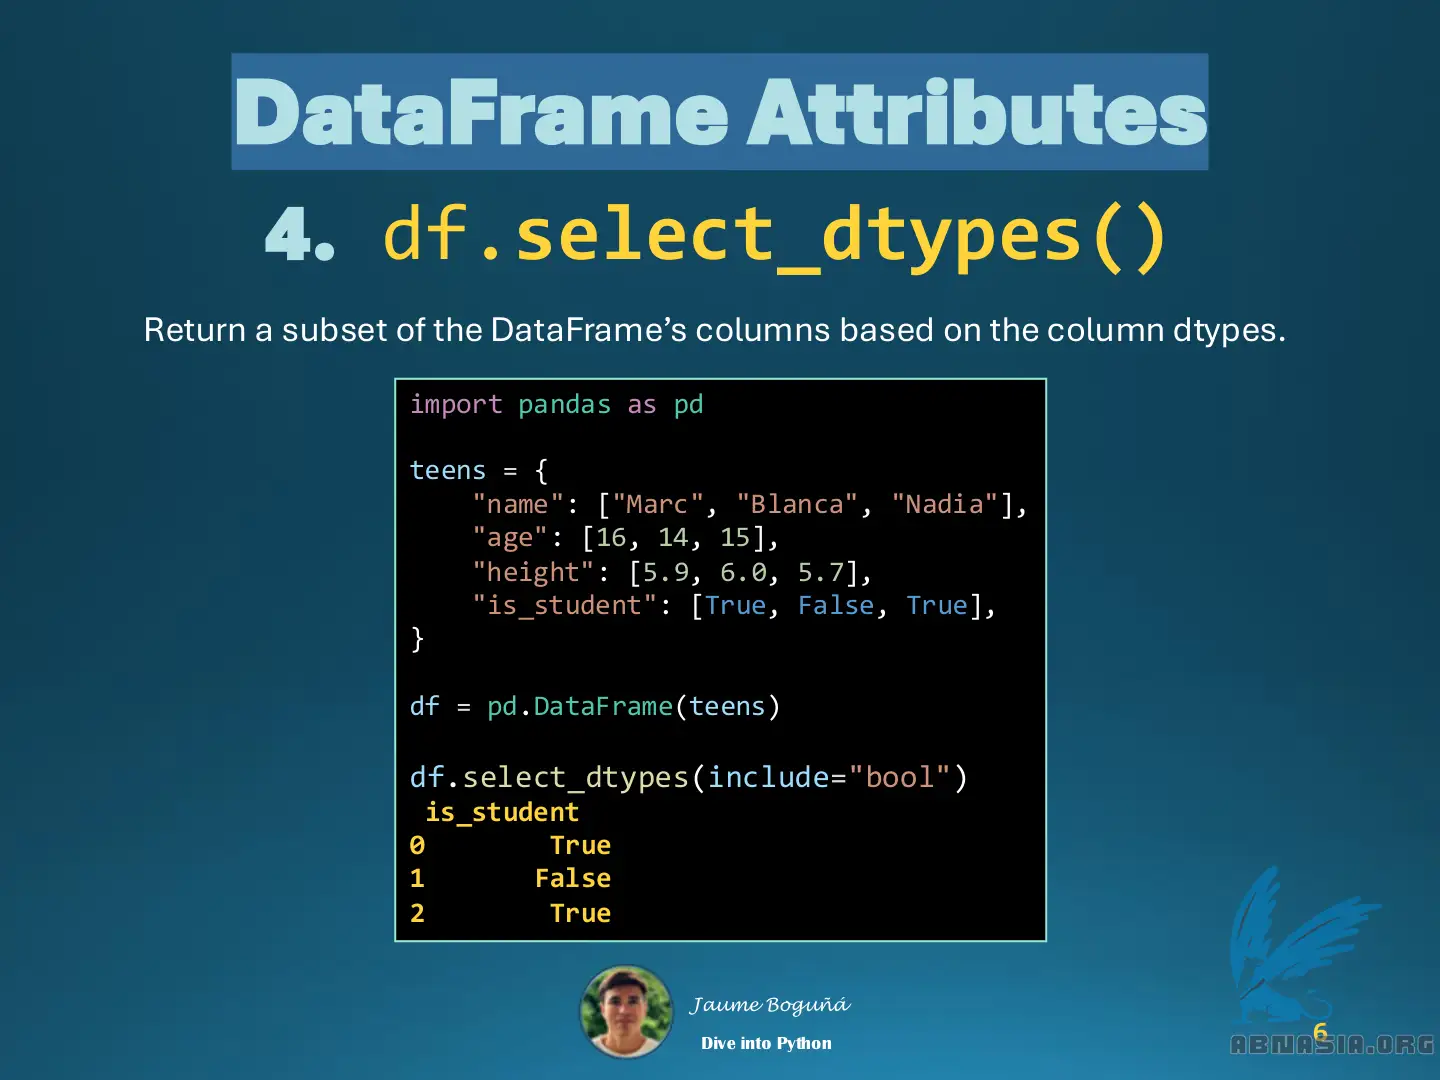 DataFrame Attributes
4. df.select_dtypes()
Return a subset of the DataFrame’s columns based on the column dtypes.
import pandas as pd
teens = {
    "name": ["Marc", "Blanca", "Nadia"],
    "age": [16, 14, 15],
    "height": [5.9, 6.0, 5.7],
    "is_student": [True, False, True],
}
df = pd.DataFrame(teens)
df.select_dtypes(include="bool")
 is_student
0        True
1       False
2        True
Jaume Boguñá
Dive into Python
6
ABNASIA.ORG